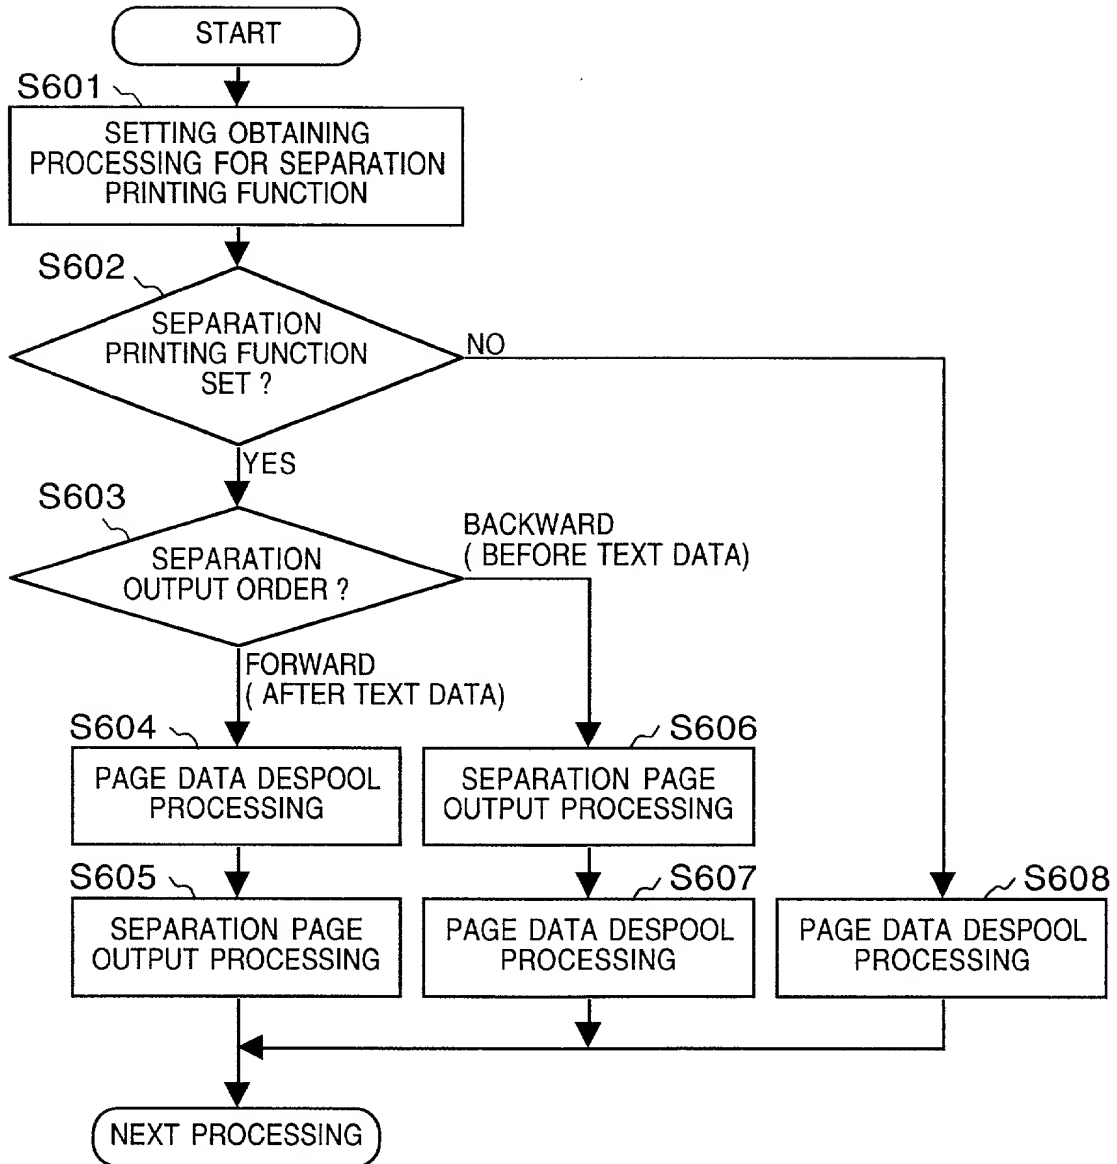 START
S601
SETTING OBTAINING
PROCESSING FOR SEPARATION
PRINTING FUNCTION
S602
SEPARATION
PRINTING FUNCTION
SET ?
NO
YES
S603
SEPARATION
OUTPUT ORDER ?
BACKWARD
( BEFORE TEXT DATA)
FORWARD
( AFTER TEXT DATA)
S604
PAGE DATA DESPOOL
PROCESSING
S606
SEPARATION PAGE
OUTPUT PROCESSING
S605
SEPARATION PAGE
OUTPUT PROCESSING
S607
PAGE DATA DESPOOL
PROCESSING
S608
PAGE DATA DESPOOL
PROCESSING
NEXT PROCESSING